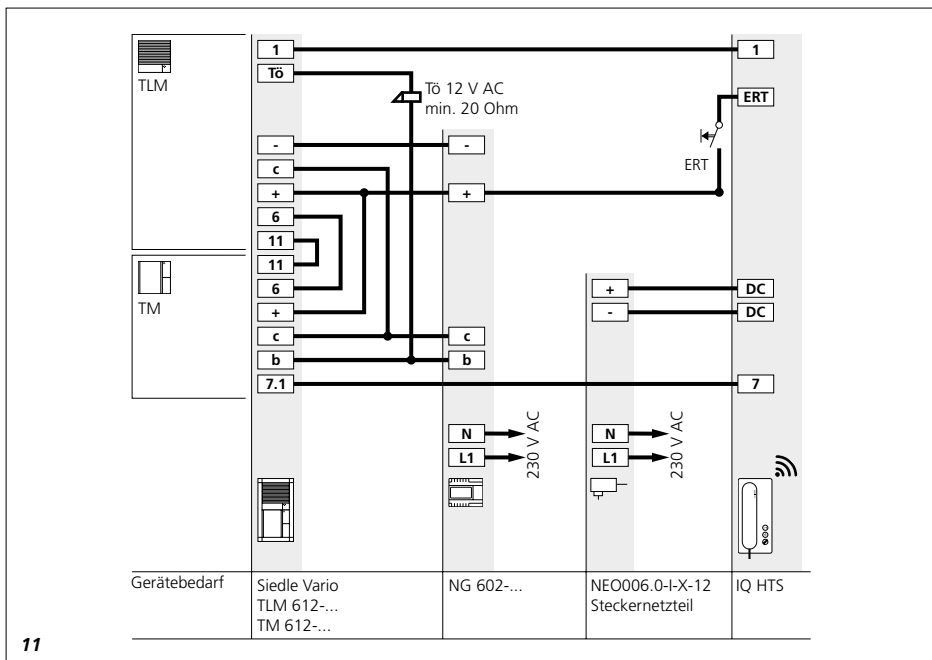 1 1
TLM
Tö
Tö 12 V AC
min. 20 Ohm
ERT
- -
ERT
c
+ +
6
11
11
6
TM
+ DC
+
- DC
c c
b b
7.1 7
N N
L1 L1
230 V AC
230 V AC
Gerätebedarf
Siedle Vario
TLM 612-...
TM 612-...
NG 602-...
NEO006.0-I-X-12
Steckernetzteil
IQ HTS
11